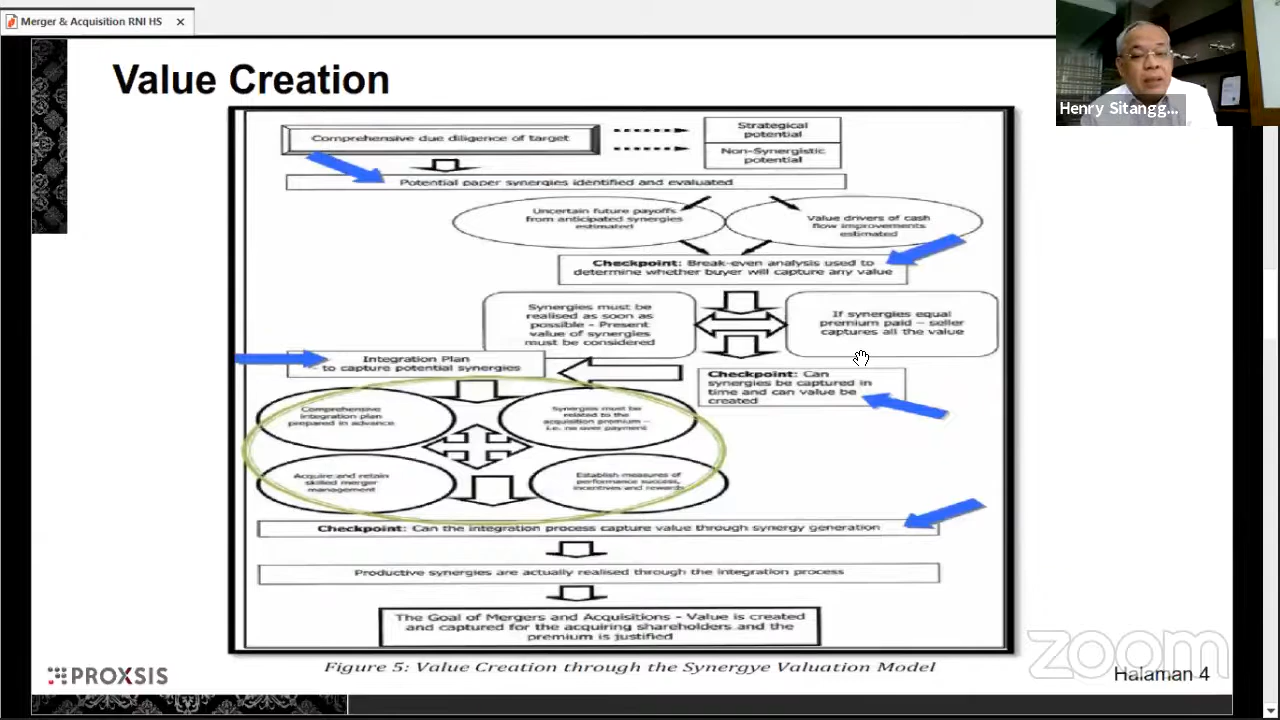 Merger & Acquisition RNI HS
Henry Sitangg...
Value Creation
Comprehensive due diligence of target
Strategical
potential
Non-Synergistic
potential
Potential paper synergies identified and evaluated
Uncertain future payoffs
from anticipated synergies
estimated
Value drivers of cash
flow improvements
estimated
Checkpoint: Break-even analysis used to
determine whether buyer will capture any value
Synergies must be
realised as soon as
possible - Present
value of synergies
must be considered
If synergies equal
premium paid – seller
captures all the value
Integration Plan
- to capture potential synergies
Checkpoint: Can
synergies be captured in
time and can value be
created
Comprehensive
integration plan
prepared in advance
Synergies must be
related to the
acquisition premium –
i.e. no over payment
Acquire and retain
skilled merger
management
Establish measures of
performance success,
incentives and rewards
Checkpoint: Can the integration process capture value through synergy generation
Productive synergies are actually realised through the integration process
The Goal of Mergers and Acquisitions - Value is created
and captured for the acquiring shareholders and the
premium is justified
Figure 5: Value Creation through the Synergye Valuation Model
PROXSIS
zoom
Halaman 4